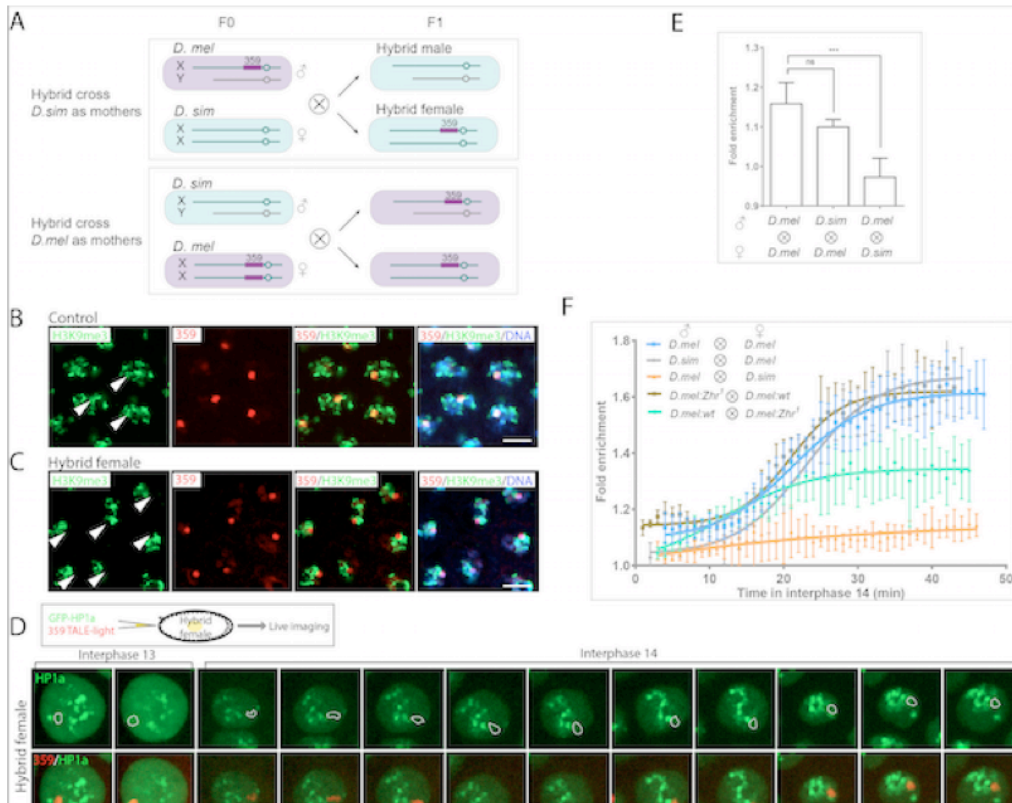 A
F0
F1
D. mel
359
X
Y
♂
Hybrid male
Hybrid cross
D.sim as mothers
D. sim
X
X
♀
Hybrid female
359
D. sim
X
Y
♂
359
Hybrid cross
D.mel as mothers
D. mel
359
X
X
♀
359
E
Fold enrichment
1.3
1.2
1.1
1.0
0.9
ns
***
♂ D.mel D.sim D.mel
♀ D.mel D.mel D.sim
B
Control
H3K9me3
359
359/H3K9me3
359/H3K9me3/DNA
C
Hybrid female
H3K9me3
359
359/H3K9me3
359/H3K9me3/DNA
F
♂ ♀
D.mel ⊗ D.mel
D.sim ⊗ D.mel
D.mel ⊗ D.sim
D.mel:Zhr¹ ⊗ D.mel:wt
D.mel:wt ⊗ D.mel:Zhr¹
Fold enrichment
1.8
1.6
1.4
1.2
1.0
0 10 20 30 40 50
Time in interphase 14 (min)
D
GFP-HP1a
359 TALE-light
Hybrid
female
Live imaging
Interphase 13
Interphase 14
Hybrid female
HP1a
359/HP1a